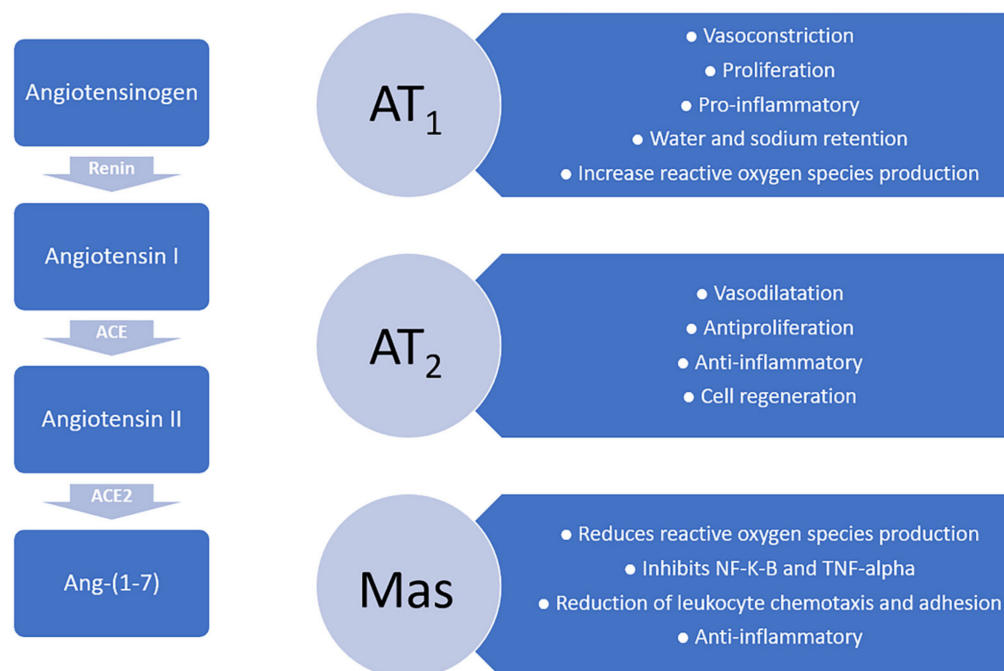 Angiotensinogen
Renin
Angiotensin I
ACE
Angiotensin II
ACE2
Ang-(1-7)
AT₁
● Vasoconstriction
● Proliferation
● Pro-inflammatory
● Water and sodium retention
● Increase reactive oxygen species production
AT₂
● Vasodilatation
● Antiproliferation
● Anti-inflammatory
● Cell regeneration
Mas
● Reduces reactive oxygen species production
● Inhibits NF-K-B and TNF-alpha
● Reduction of leukocyte chemotaxis and adhesion
● Anti-inflammatory